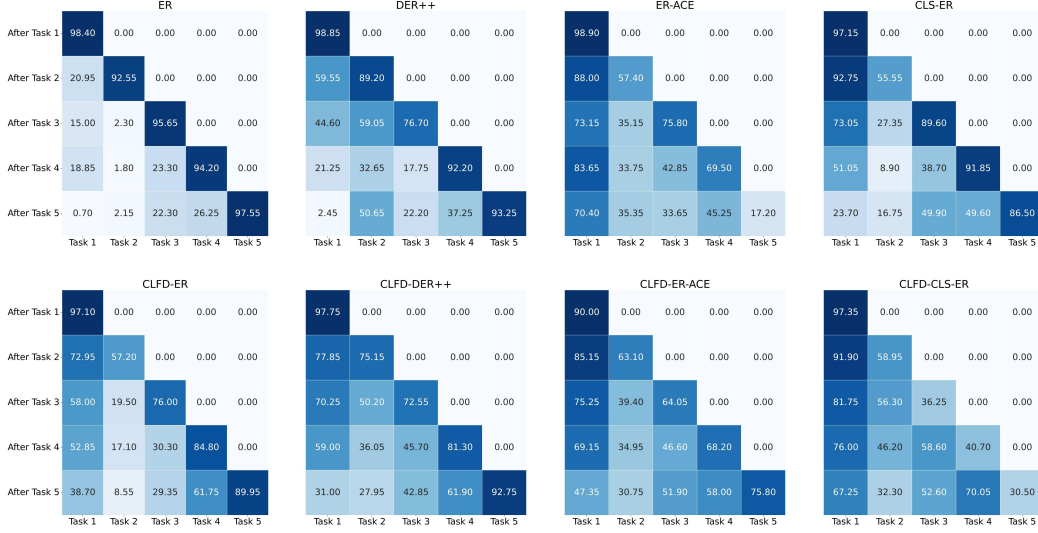 ER DER++ ER-ACE CLS-ER
After Task 1 98.40 0.00 0.00 0.00 0.00 98.85 0.00 0.00 0.00 0.00 98.90 0.00 0.00 0.00 0.00 97.15 0.00 0.00 0.00 0.00
After Task 2 20.95 92.55 0.00 0.00 0.00 59.55 89.20 0.00 0.00 0.00 88.00 57.40 0.00 0.00 0.00 92.75 55.55 0.00 0.00 0.00
After Task 3 15.00 2.30 95.65 0.00 0.00 44.60 59.05 76.70 0.00 0.00 73.15 35.15 75.80 0.00 0.00 73.05 27.35 89.60 0.00 0.00
After Task 4 18.85 1.80 23.30 94.20 0.00 21.25 32.65 17.75 92.20 0.00 83.65 33.75 42.85 69.50 0.00 51.05 8.90 38.70 91.85 0.00
After Task 5 0.70 2.15 22.30 26.25 97.55 2.45 50.65 22.20 37.25 93.25 70.40 35.35 33.65 45.25 17.20 23.70 16.75 49.90 49.60 86.50
Task 1 Task 2 Task 3 Task 4 Task 5 Task 1 Task 2 Task 3 Task 4 Task 5 Task 1 Task 2 Task 3 Task 4 Task 5 Task 1 Task 2 Task 3 Task 4 Task 5
CLFD-ER CLFD-DER++ CLFD-ER-ACE CLFD-CLS-ER
After Task 1 97.10 0.00 0.00 0.00 0.00 97.75 0.00 0.00 0.00 0.00 90.00 0.00 0.00 0.00 0.00 97.35 0.00 0.00 0.00 0.00
After Task 2 72.95 57.20 0.00 0.00 0.00 77.85 75.15 0.00 0.00 0.00 85.15 63.10 0.00 0.00 0.00 91.90 58.95 0.00 0.00 0.00
After Task 3 58.00 19.50 76.00 0.00 0.00 70.25 50.20 72.55 0.00 0.00 75.25 39.40 64.05 0.00 0.00 81.75 56.30 36.25 0.00 0.00
After Task 4 52.85 17.10 30.30 84.80 0.00 59.00 36.05 45.70 81.30 0.00 69.15 34.95 46.60 68.20 0.00 76.00 46.20 58.60 40.70 0.00
After Task 5 38.70 8.55 29.35 61.75 89.95 31.00 27.95 42.85 61.90 92.75 47.35 30.75 51.90 58.00 75.80 67.25 32.30 52.60 70.05 30.50
Task 1 Task 2 Task 3 Task 4 Task 5 Task 1 Task 2 Task 3 Task 4 Task 5 Task 1 Task 2 Task 3 Task 4 Task 5 Task 1 Task 2 Task 3 Task 4 Task 5